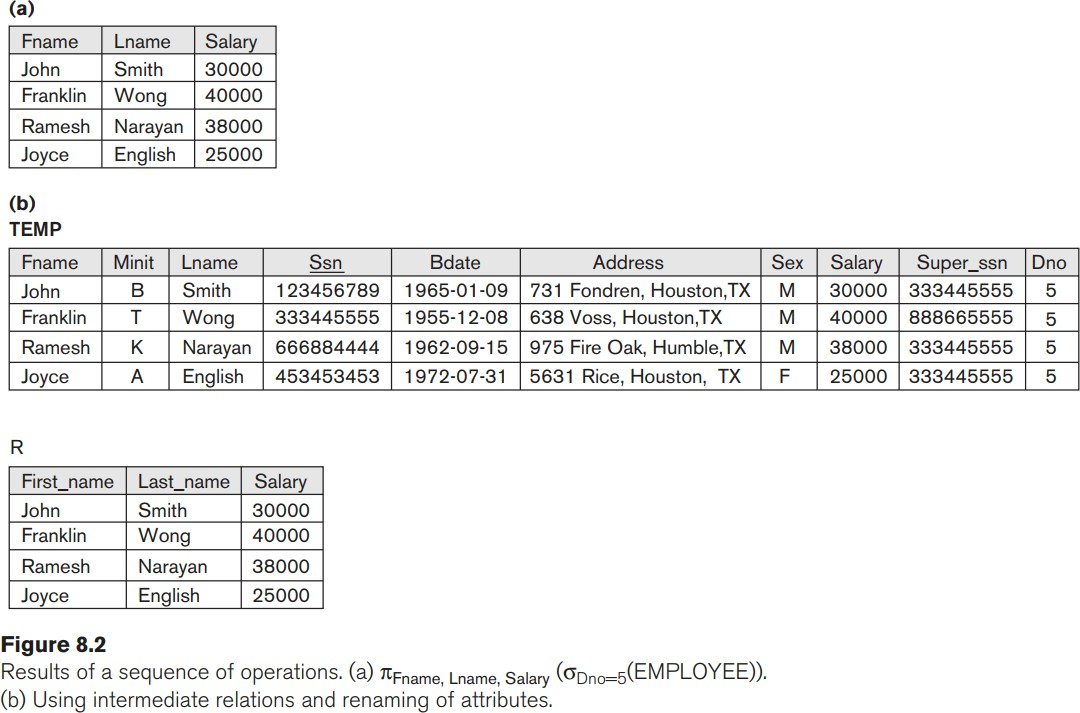 (a)
Fname Lname Salary
John Smith 30000
Franklin Wong 40000
Ramesh Narayan 38000
Joyce English 25000
(b)
TEMP
Fname Minit Lname Ssn Bdate Address Sex Salary Super_ssn Dno
John B Smith 123456789 1965-01-09 731 Fondren, Houston,TX M 30000 333445555 5
Franklin T Wong 333445555 1955-12-08 638 Voss, Houston,TX M 40000 888665555 5
Ramesh K Narayan 666884444 1962-09-15 975 Fire Oak, Humble,TX M 38000 333445555 5
Joyce A English 453453453 1972-07-31 5631 Rice, Houston, TX F 25000 333445555 5
R
First_name Last_name Salary
John Smith 30000
Franklin Wong 40000
Ramesh Narayan 38000
Joyce English 25000
Figure 8.2
Results of a sequence of operations. (a) πFname, Lname, Salary (σDno=5(EMPLOYEE)).
(b) Using intermediate relations and renaming of attributes.